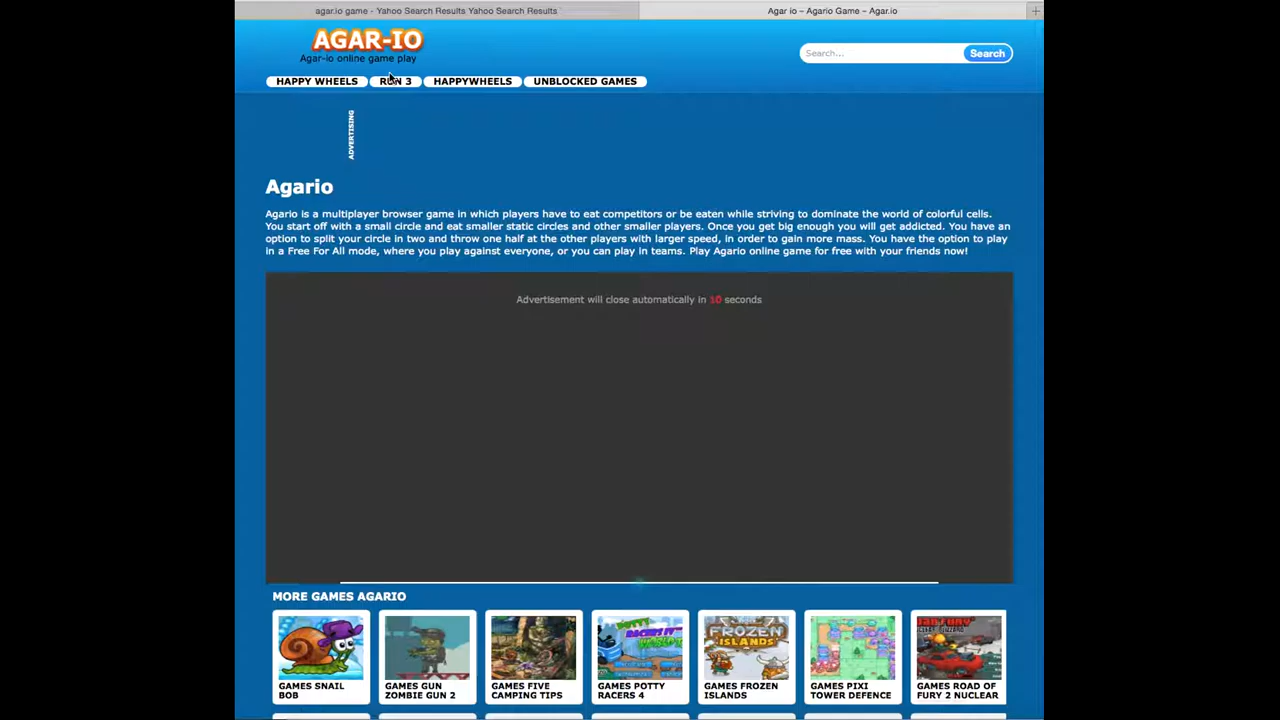 agar.io game - Yahoo Search Results Yahoo Search Results
Agar io – Agario Game – Agar.io
AGAR-IO
Agar-io online game play
Search...
Search
HAPPY WHEELS
RUN 3
HAPPYWHEELS
UNBLOCKED GAMES
ADVERTISING
Agario
Agario is a multiplayer browser game in which players have to eat competitors or be eaten while striving to dominate the world of colorful cells.
You start off with a small circle and eat smaller static circles and other smaller players. Once you get big enough you will get addicted. You have an
option to split your circle in two and throw one half at the other players with larger speed, in order to gain more mass. You have the option to play
in a Free For All mode, where you play against everyone, or you can play in teams. Play Agario online game for free with your friends now!
Advertisement will close automatically in 10 seconds
MORE GAMES AGARIO
FROZEN
ISLANDS
GAMES SNAIL
BOB
GAMES GUN
ZOMBIE GUN 2
GAMES FIVE
CAMPING TIPS
GAMES POTTY
RACERS 4
GAMES FROZEN
ISLANDS
GAMES PIXI
TOWER DEFENCE
GAMES ROAD OF
FURY 2 NUCLEAR